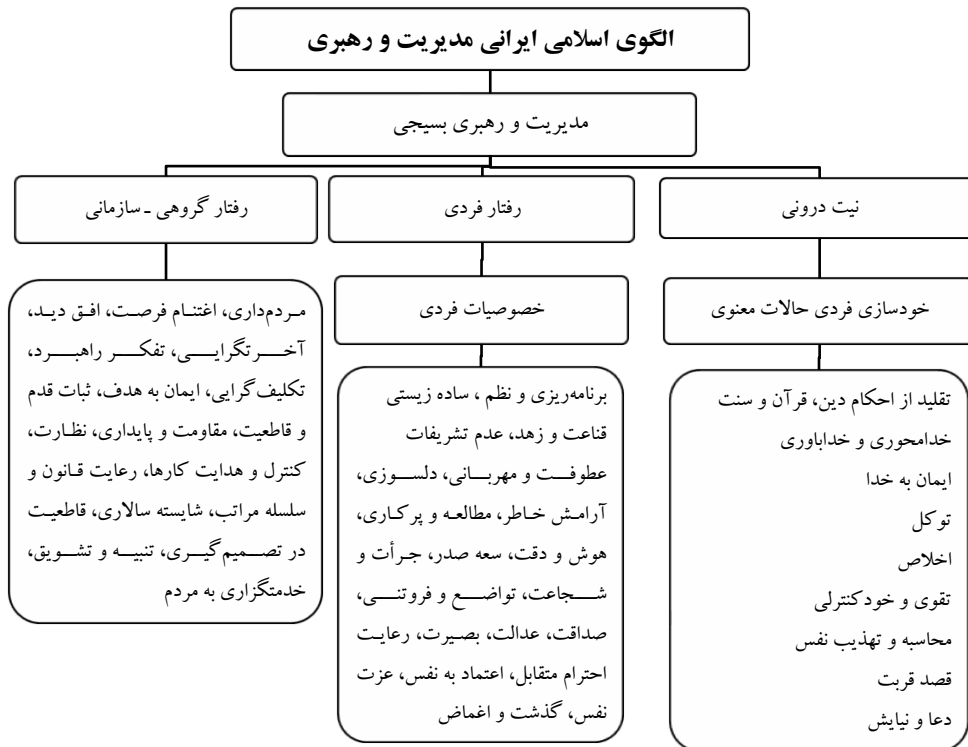 الگوی اسلامی ایرانی مدیریت و رهبری
مدیریت و رهبری بسیجی
نیت درونی
رفتار فردی
رفتار گروهی ـ سازمانی
خودسازی فردی حالات معنوی
خصوصیات فردی
تقلید از احکام دین، قرآن و سنت
خدامحوری و خداباوری
ایمان به خدا
توکل
اخلاص
تقوی و خودکنترلی
محاسبه و تهذیب نفس
قصد قربت
دعا و نیایش
برنامه‌ریزی و نظم ، ساده زیستی
قناعت و زهد، عدم تشریفات
عطوفت و مهربانی، دلسوزی،
آرامش خاطر، مطالعه و پرکاری،
هوش و دقت، سعه صدر، جرأت و
شجاعت، تواضع و فروتنی،
صداقت، عدالت، بصیرت، رعایت
احترام متقابل، اعتماد به نفس، عزت
نفس، گذشت و اغماض
مردم‌داری، اغتنام فرصت، افق دید،
آخرتگرایی، تفکر راهبرد،
تکلیف‌گرایی، ایمان به هدف، ثبات قدم
و قاطعیت، مقاومت و پایداری، نظارت،
کنترل و هدایت کارها، رعایت قانون و
سلسله مراتب، شایسته سالاری، قاطعیت
در تصمیم‌گیری، تنبیه و تشویق،
خدمتگزاری به مردم